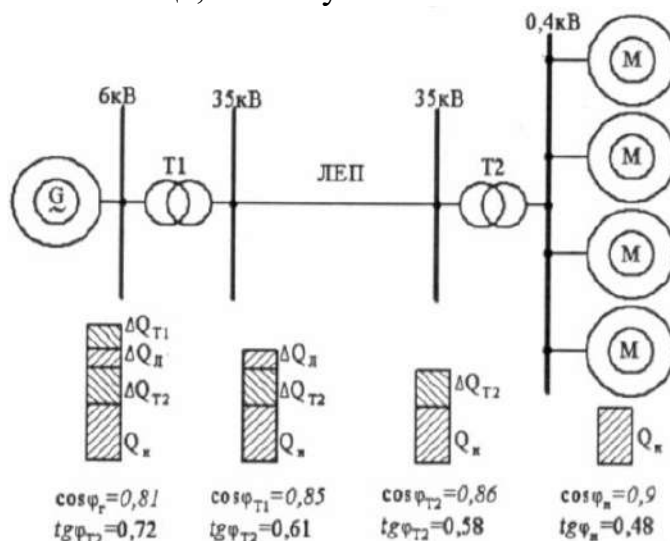 0,4кВ
6кВ
35кВ
35кВ
T1
ЛЕП
T2
G
~
M
M
M
M
ΔQT1
ΔQЛ
ΔQT2
Qн
ΔQЛ
ΔQT2
Qн
ΔQT2
Qн
Qн
cosφг=0,81
cosφT1=0,85
cosφT2=0,86
cosφн=0,9
tgφT2=0,72
tgφT2=0,61
tgφT2=0,58
tgφн=0,48